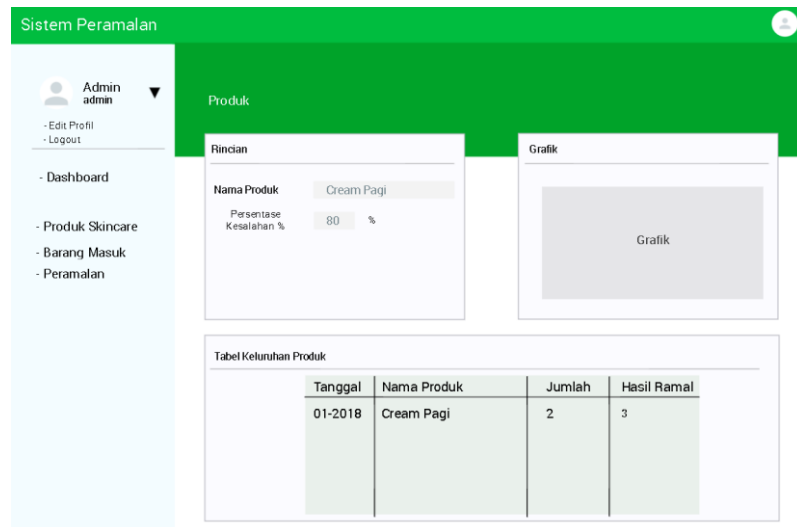 Sistem Peramalan
Admin
admin
- Edit Profil
- Logout
- Dashboard
- Produk Skincare
- Barang Masuk
- Peramalan
Produk
Rincian
Nama Produk Cream Pagi
Persentase
Kesalahan % 80 %
Grafik
Grafik
Tabel Keluruhan Produk
Tanggal Nama Produk Jumlah Hasil Ramal
01-2018 Cream Pagi 2 3